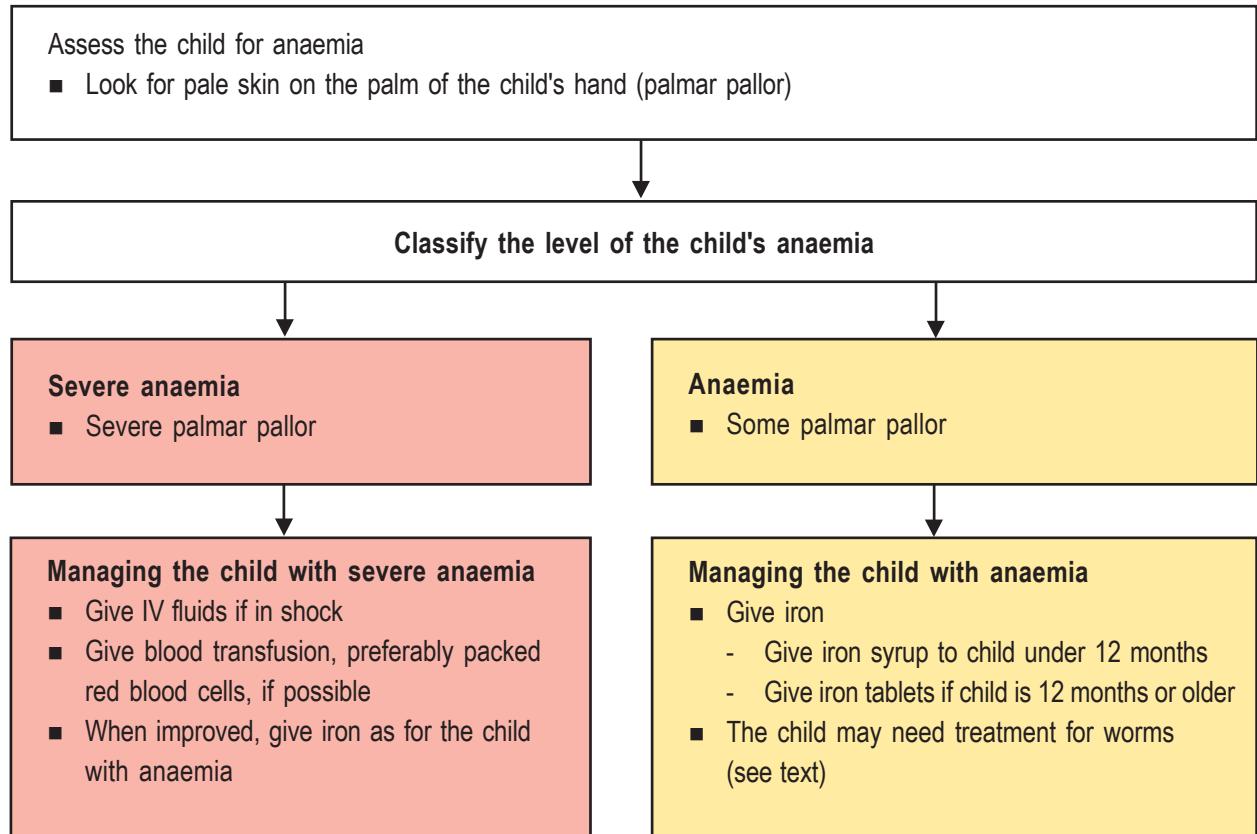 Assess the child for anaemia
■ Look for pale skin on the palm of the child's hand (palmar pallor)
Classify the level of the child's anaemia
Severe anaemia
■ Severe palmar pallor
Anaemia
■ Some palmar pallor
Managing the child with severe anaemia
■ Give IV fluids if in shock
■ Give blood transfusion, preferably packed
red blood cells, if possible
■ When improved, give iron as for the child
with anaemia
Managing the child with anaemia
■ Give iron
- Give iron syrup to child under 12 months
- Give iron tablets if child is 12 months or older
■ The child may need treatment for worms
(see text)